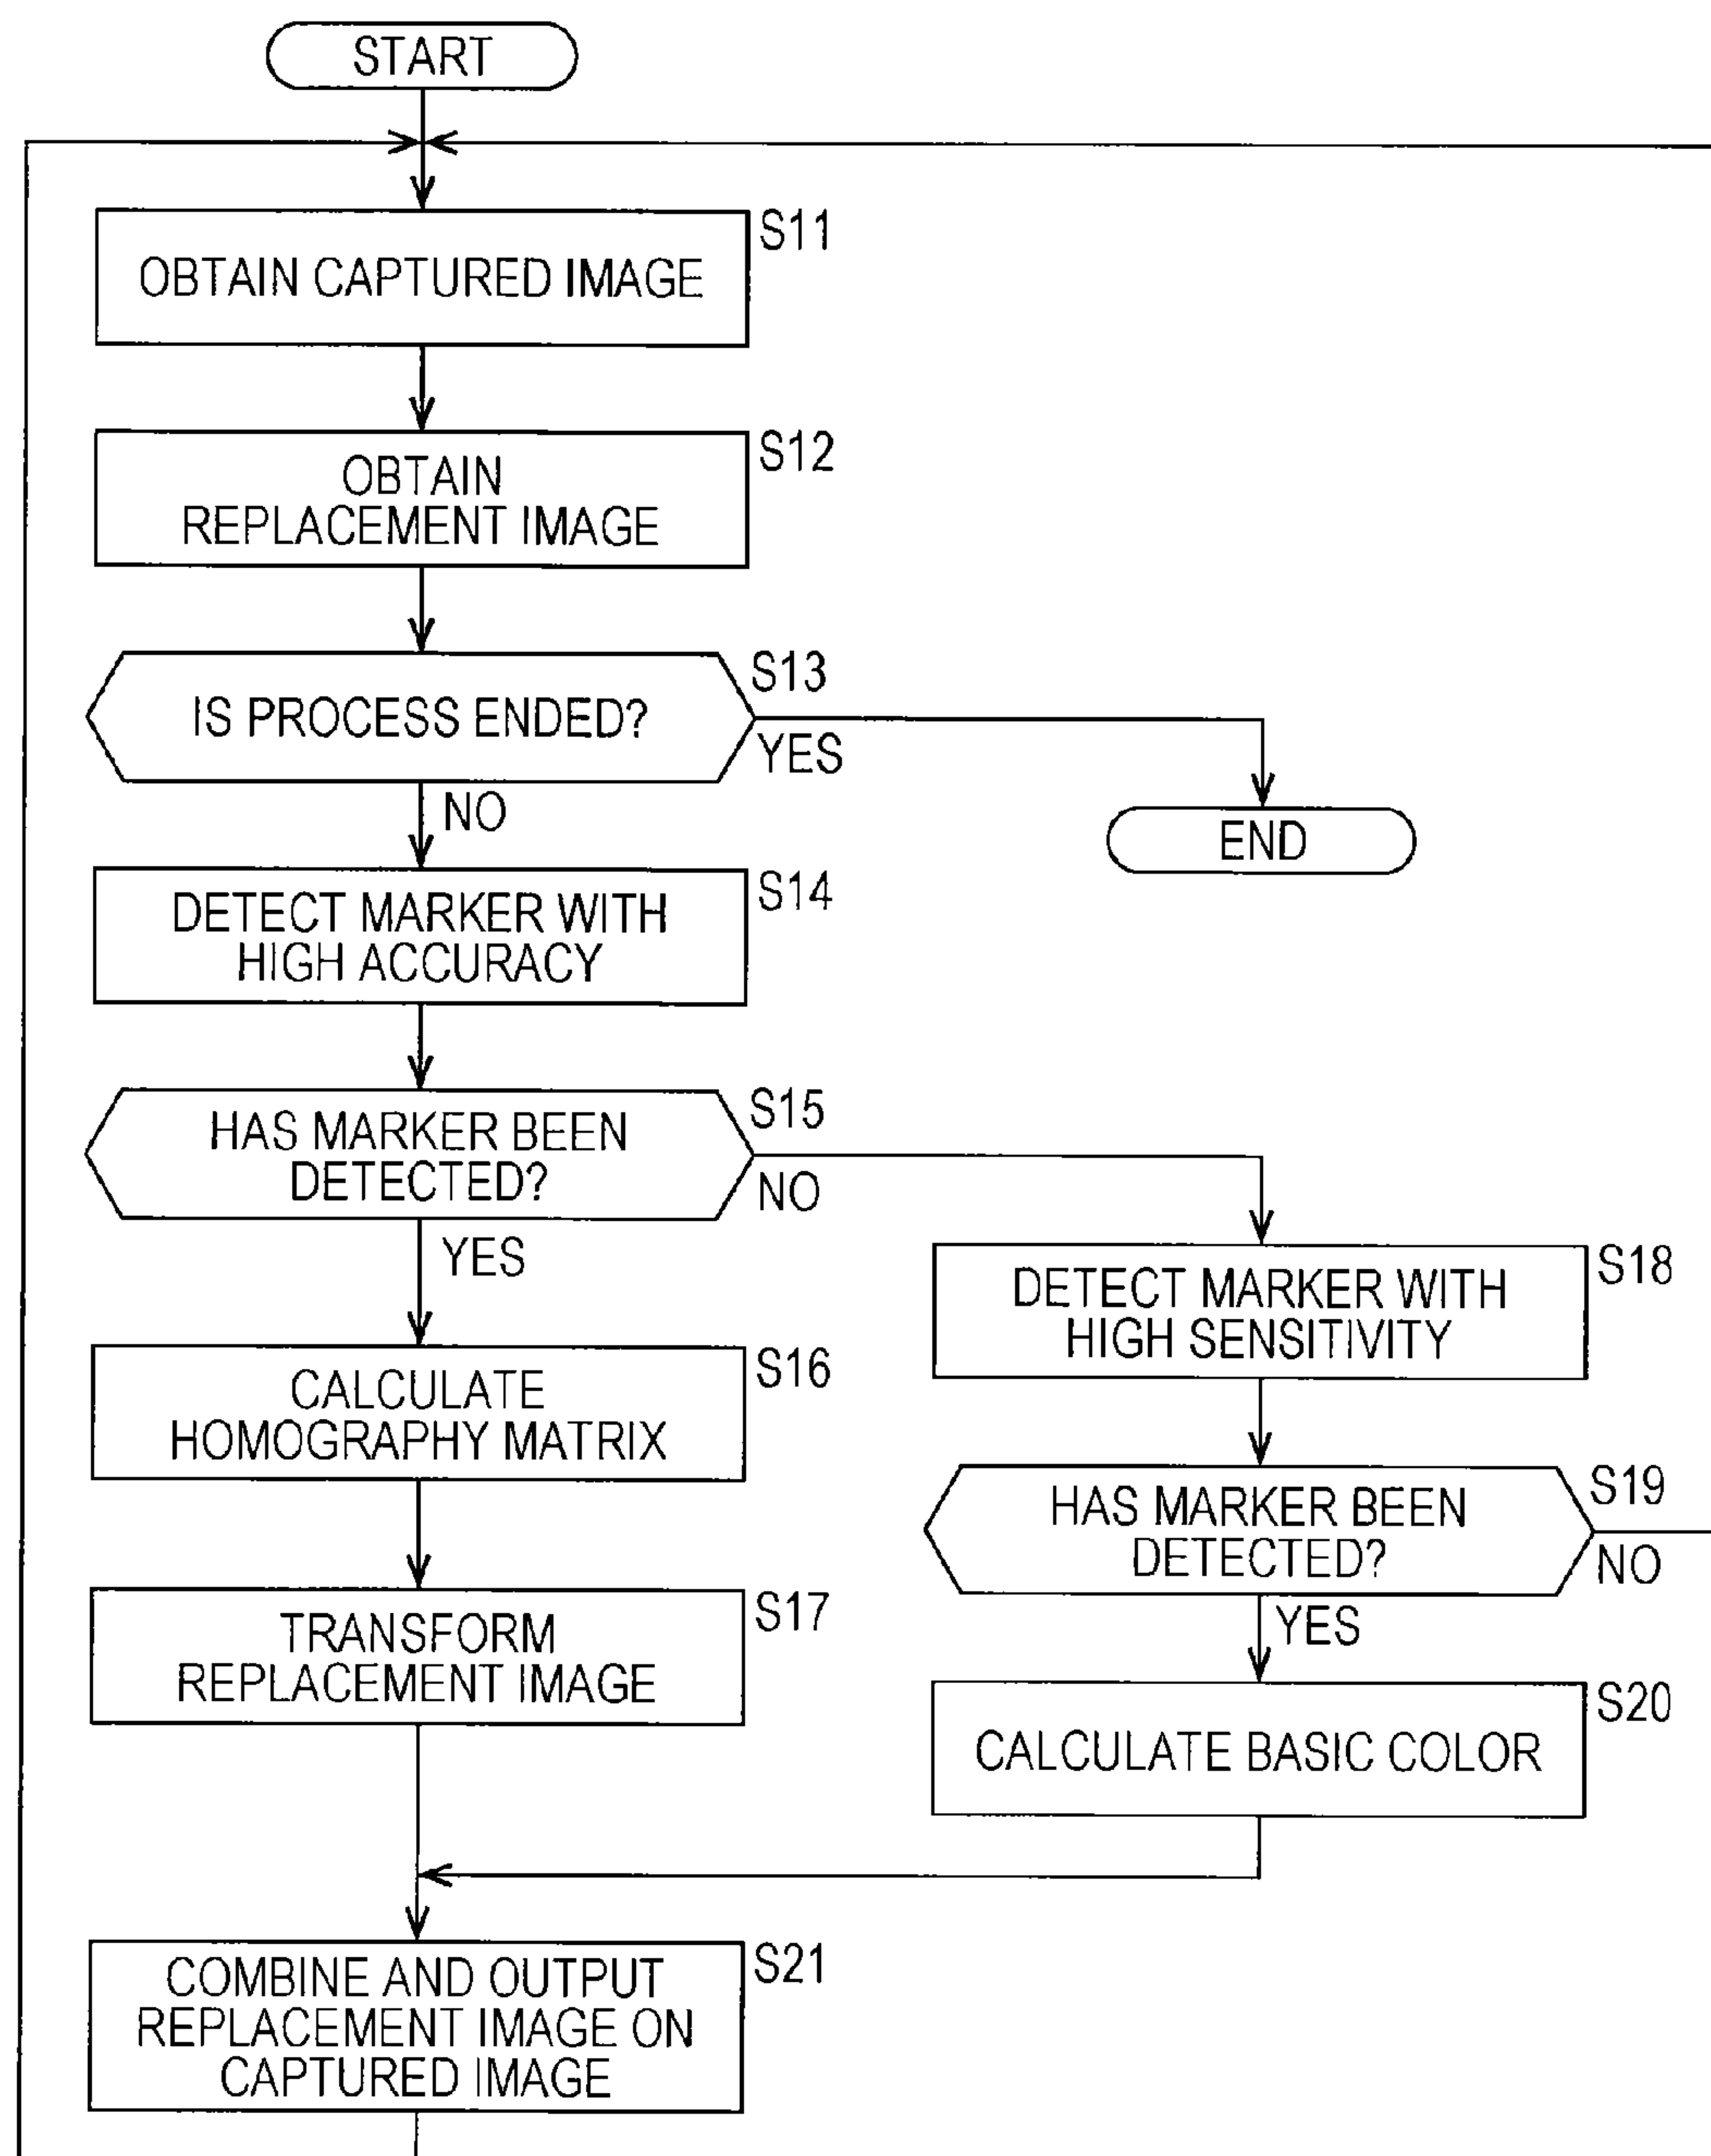 START
S11
OBTAIN CAPTURED IMAGE
S12
OBTAIN
REPLACEMENT IMAGE
S13
IS PROCESS ENDED?
YES
NO
END
S14
DETECT MARKER WITH
HIGH ACCURACY
S15
HAS MARKER BEEN
DETECTED?
NO
YES
S16
CALCULATE
HOMOGRAPHY MATRIX
S17
TRANSFORM
REPLACEMENT IMAGE
S18
DETECT MARKER WITH
HIGH SENSITIVITY
S19
HAS MARKER BEEN
DETECTED?
NO
YES
S20
CALCULATE BASIC COLOR
S21
COMBINE AND OUTPUT
REPLACEMENT IMAGE ON
CAPTURED IMAGE